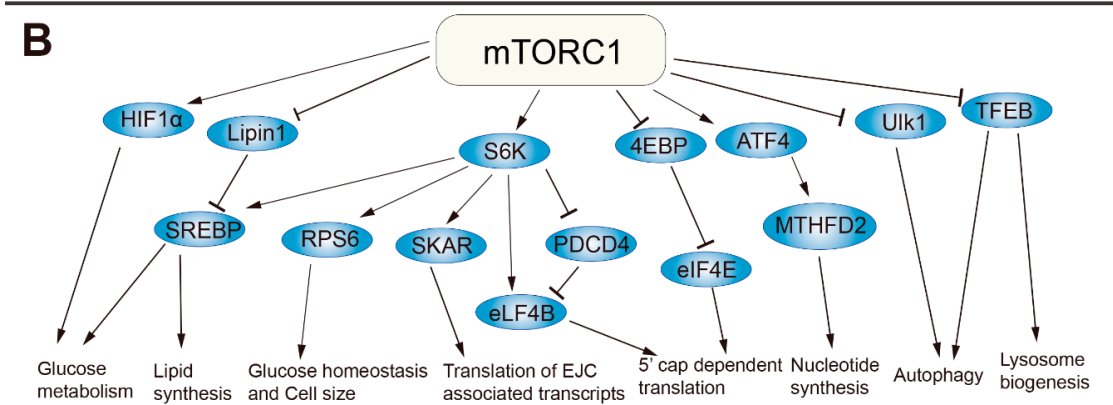 B
mTORC1
HIF1α
Lipin1
S6K
4EBP
ATF4
Ulk1
TFEB
SREBP
RPS6
SKAR
PDCD4
MTHFD2
eLF4B
eIF4E
Glucose
metabolism
Lipid
synthesis
Glucose homeostasis
and Cell size
Translation of EJC
associated transcripts
5' cap dependent
translation
Nucleotide
synthesis
Autophagy
Lysosome
biogenesis